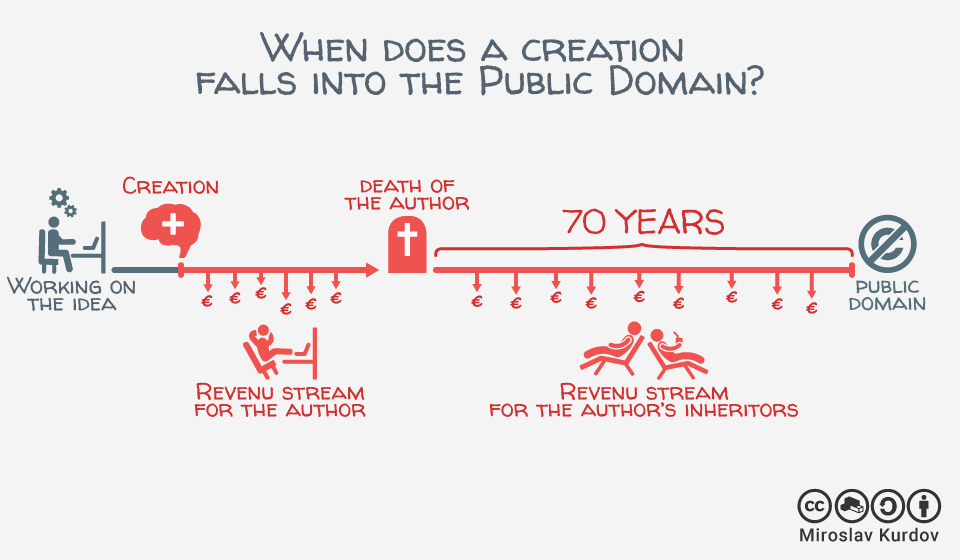 When does a creation
falls into the Public Domain?
Creation
death of
the author
70 years
Working on
the idea
€ € € € € €
€ € € € € € € € €
public
domain
Revenu stream
for the author
Revenu stream
for the author's inheritors
cc
Miroslav Kurdov